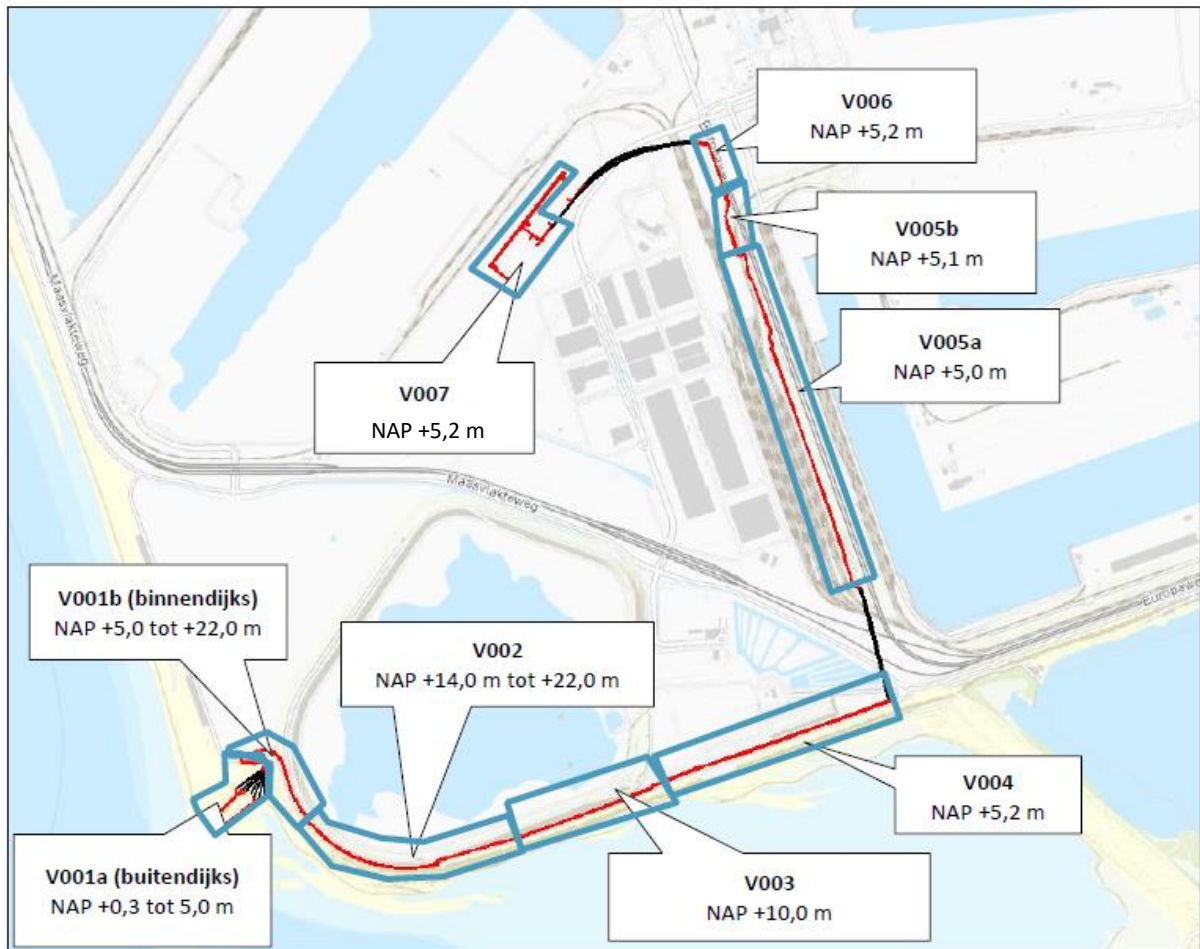 V006
NAP +5,2 m
V005b
NAP +5,1 m
V005a
NAP +5,0 m
Maasvlakteweg
V007
NAP +5,2 m
Maasvlakteweg
Europawe
V001b (binnendijks)
NAP +5,0 tot +22,0 m
V002
NAP +14,0 m tot +22,0 m
V004
NAP +5,2 m
V001a (buitendijks)
NAP +0,3 tot 5,0 m
V003
NAP +10,0 m